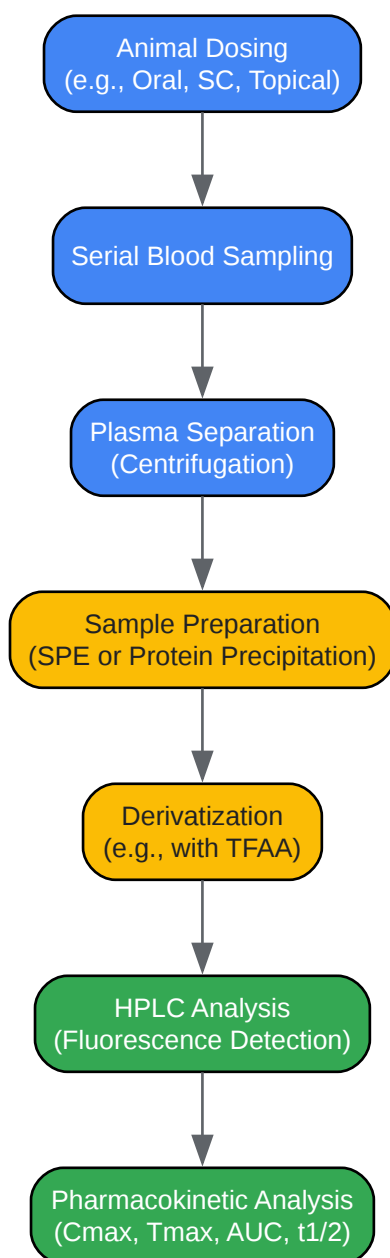 Animal Dosing
(e.g., Oral, SC, Topical)
Serial Blood Sampling
Plasma Separation
(Centrifugation)
Sample Preparation
(SPE or Protein Precipitation)
Derivatization
(e.g., with TFAA)
HPLC Analysis
(Fluorescence Detection)
Pharmacokinetic Analysis
(Cmax, Tmax, AUC, t1/2)